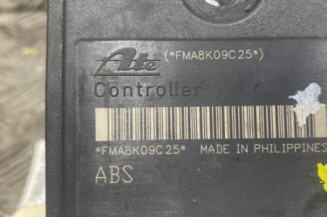 Ate (*FMA8K09C25*)
Controller
*FMA8K09C25* MADE IN PHILIPPINES
ABS